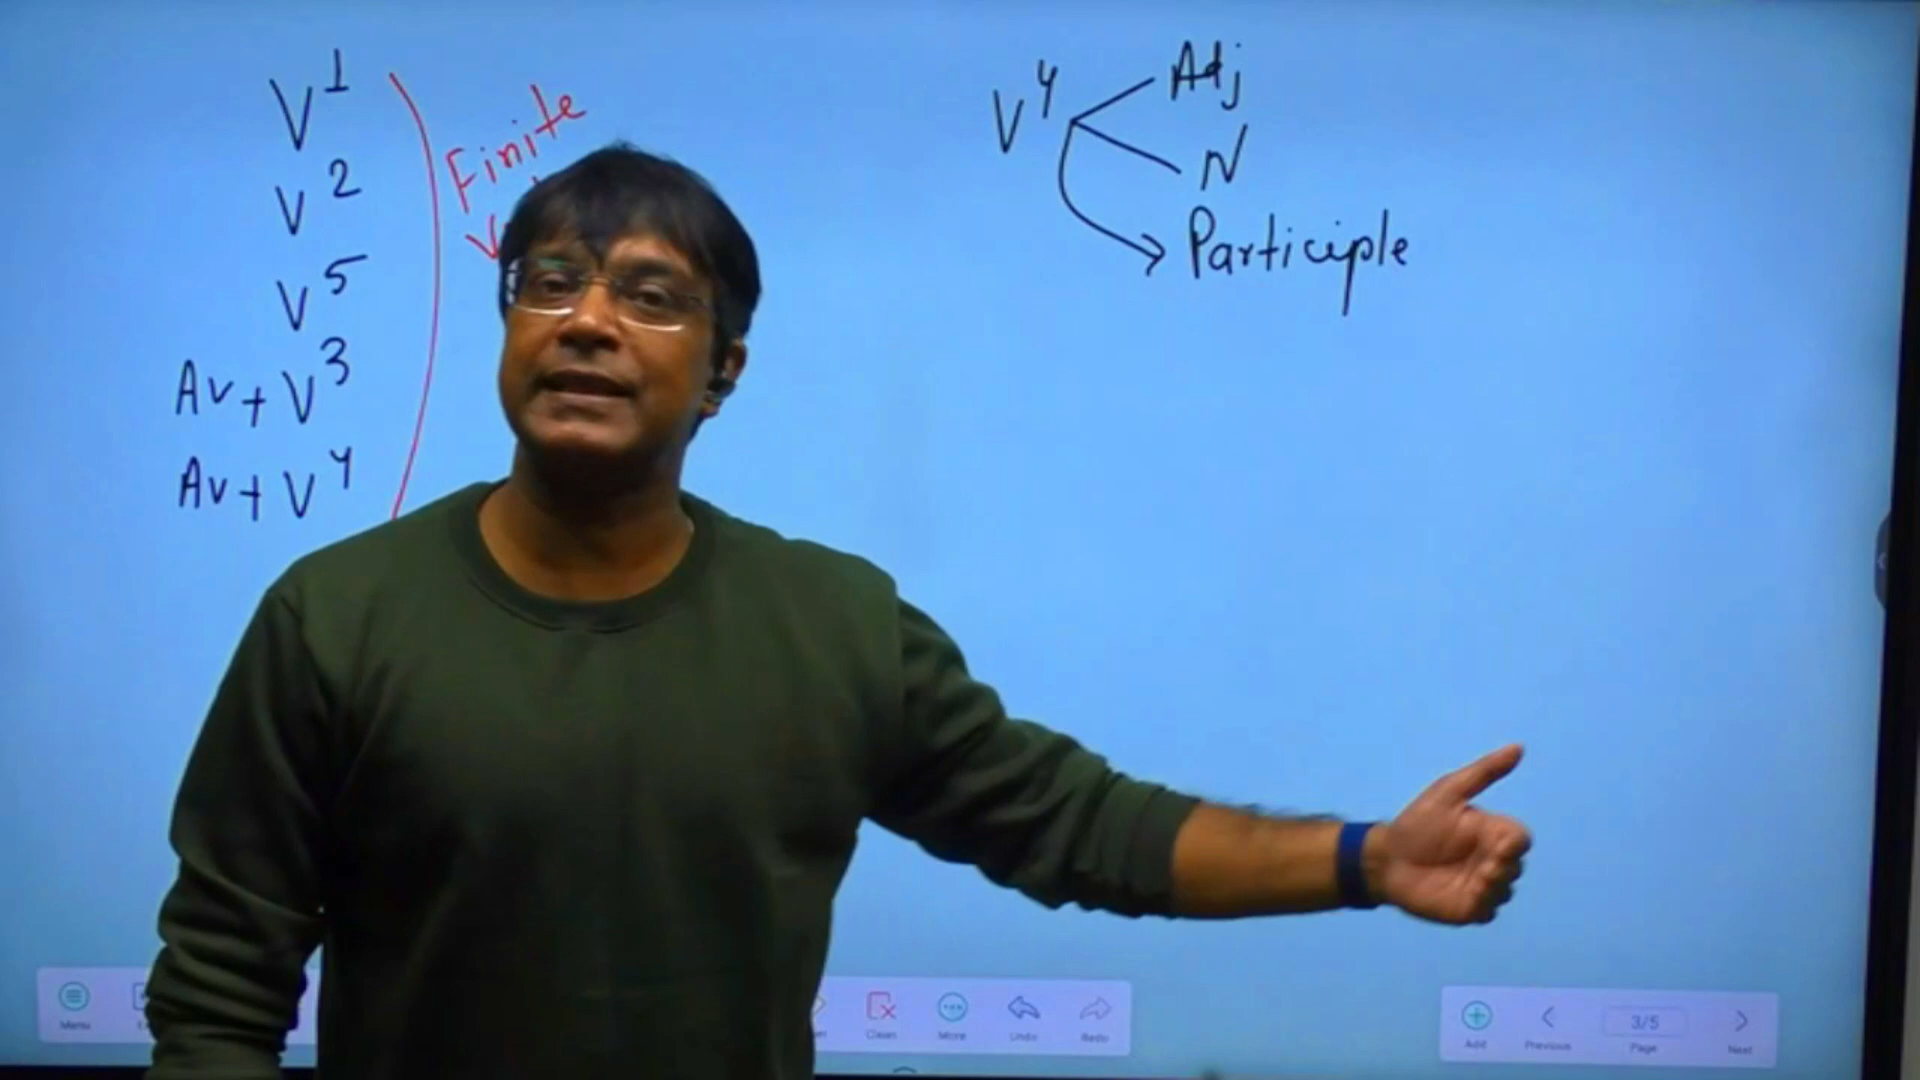 V¹
V²
V⁵
Av + V³
Av + V⁴
Finite
V⁴
Adj
N
Participle
Menu
Clean
More
Undo
Redo
Add
Previous
3/5
Page
Next